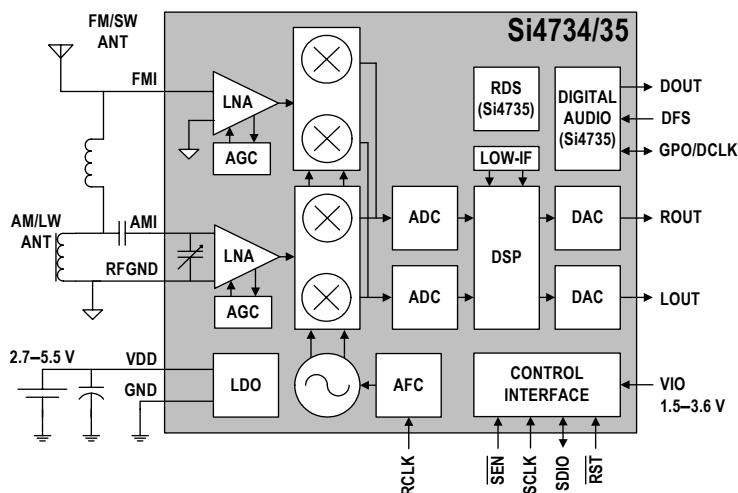 FM/SW
ANT
Si4734/35
FMI
LNA
AGC
RDS
(Si4735)
DIGITAL
AUDIO
(Si4735)
DOUT
DFS
GPO/DCLK
LOW-IF
AM/LW
ANT
AMI
RFGND
LNA
AGC
ADC
ADC
DSP
DAC
DAC
ROUT
LOUT
2.7–5.5 V
VDD
GND
LDO
AFC
CONTROL
INTERFACE
VIO
1.5–3.6 V
RCLK
SEN
SCLK
SDIO
RST